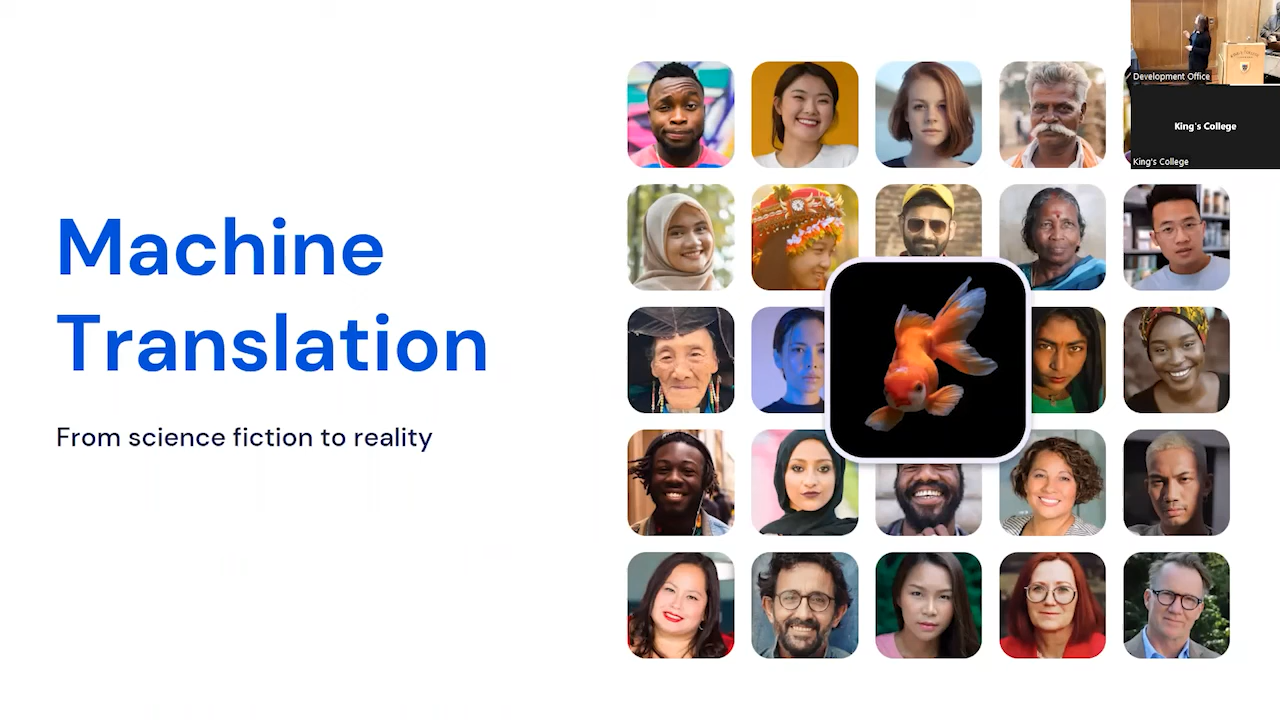 Machine
Translation
From science fiction to reality
Development Office
King's College
King's College